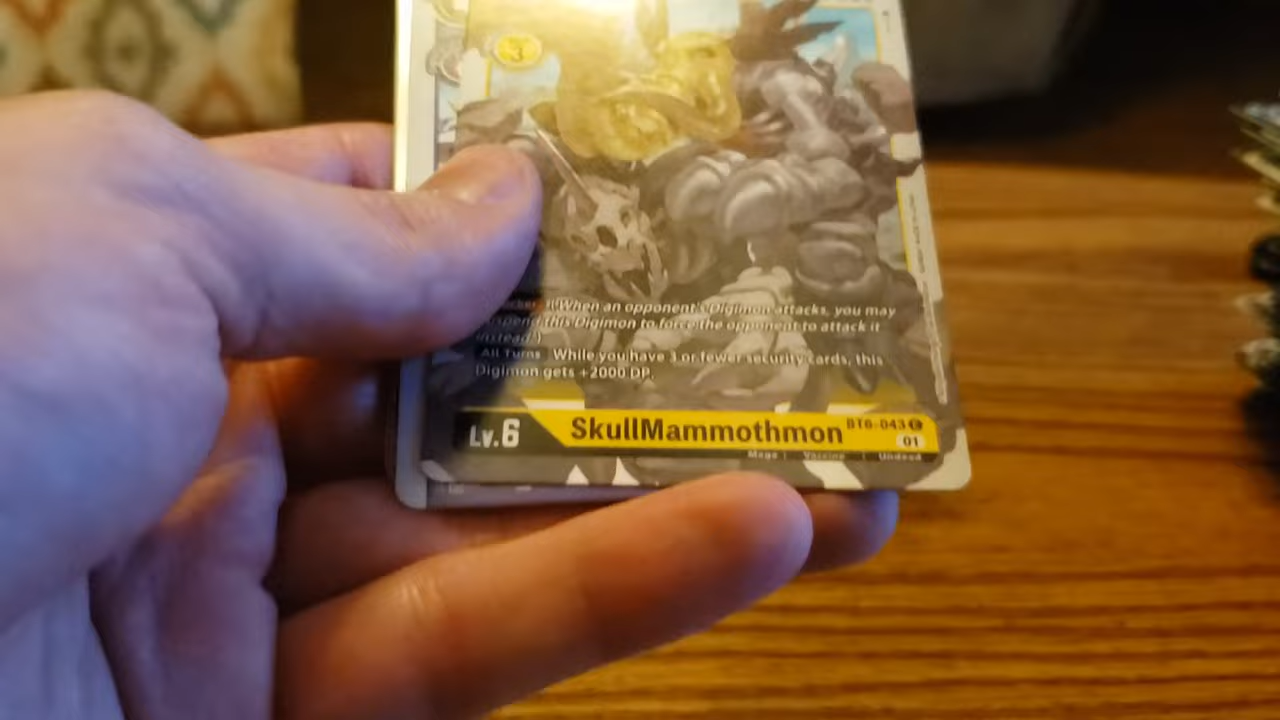 3
(When an opponent's Digimon attacks, you may
suspend this Digimon to force the opponent to attack it
instead.)
All Turns While you have 3 or fewer security cards, this
Digimon gets +2000 DP.
Lv.6 SkullMammothmon BT6-043 C
01
Mega Vaccine Undead